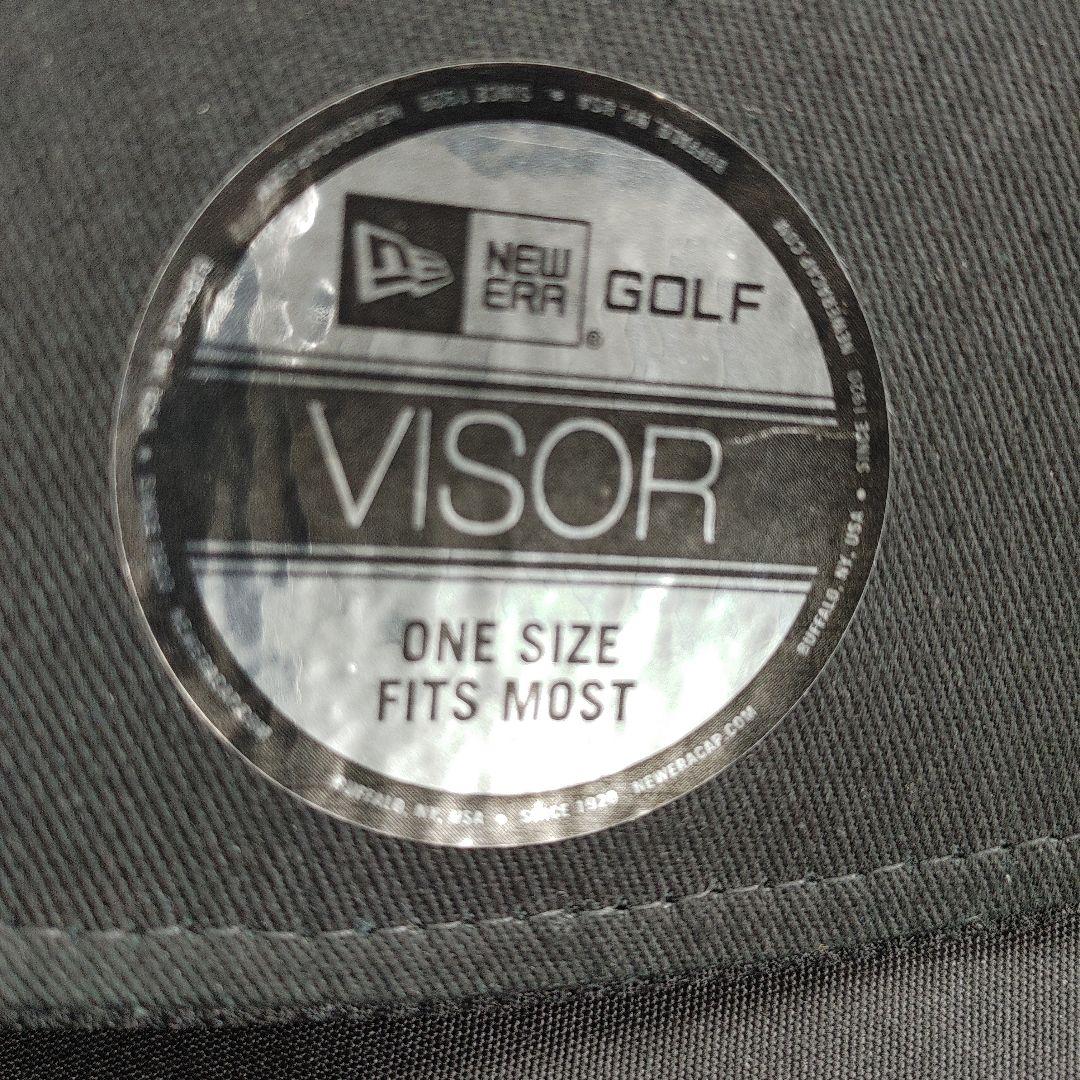 NEW
ERA
® GOLF
VISOR
ONE SIZE
FITS MOST
BUFFALO, NY, USA • SINCE 1920 NEWERACAP.COM
BUFFALO, NY, USA • SINCE 1920